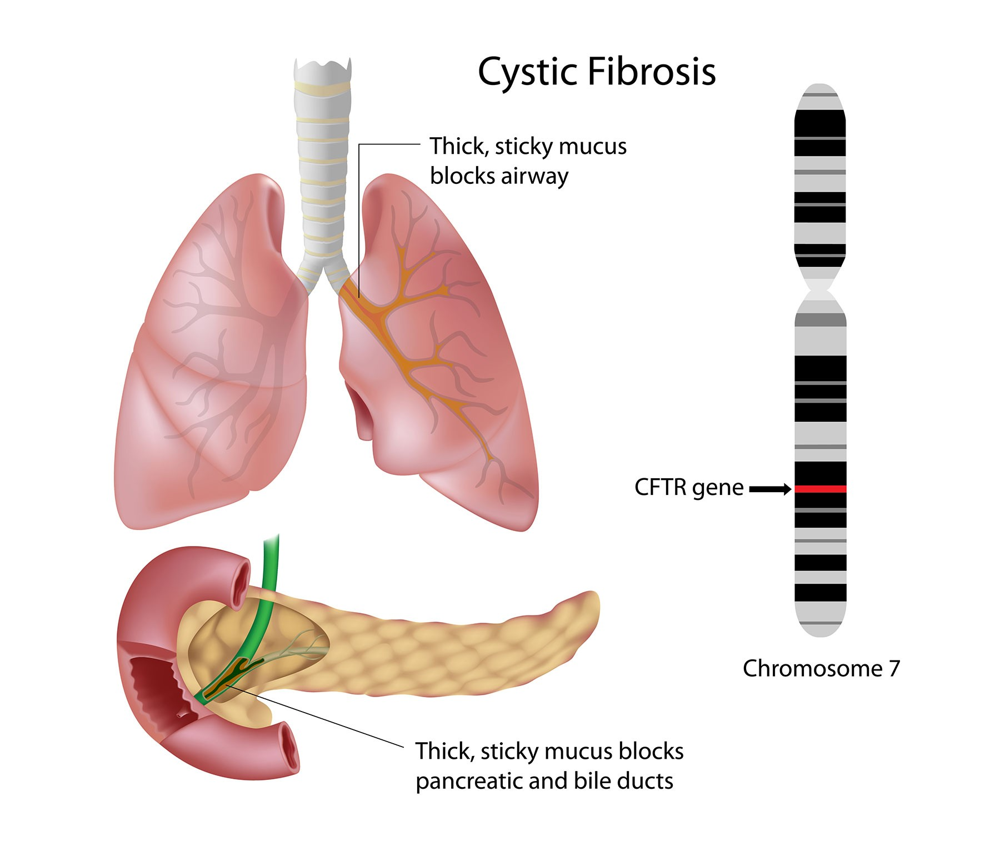 Cystic Fibrosis
Thick, sticky mucus
blocks airway
CFTR gene
Chromosome 7
Thick, sticky mucus blocks
pancreatic and bile ducts